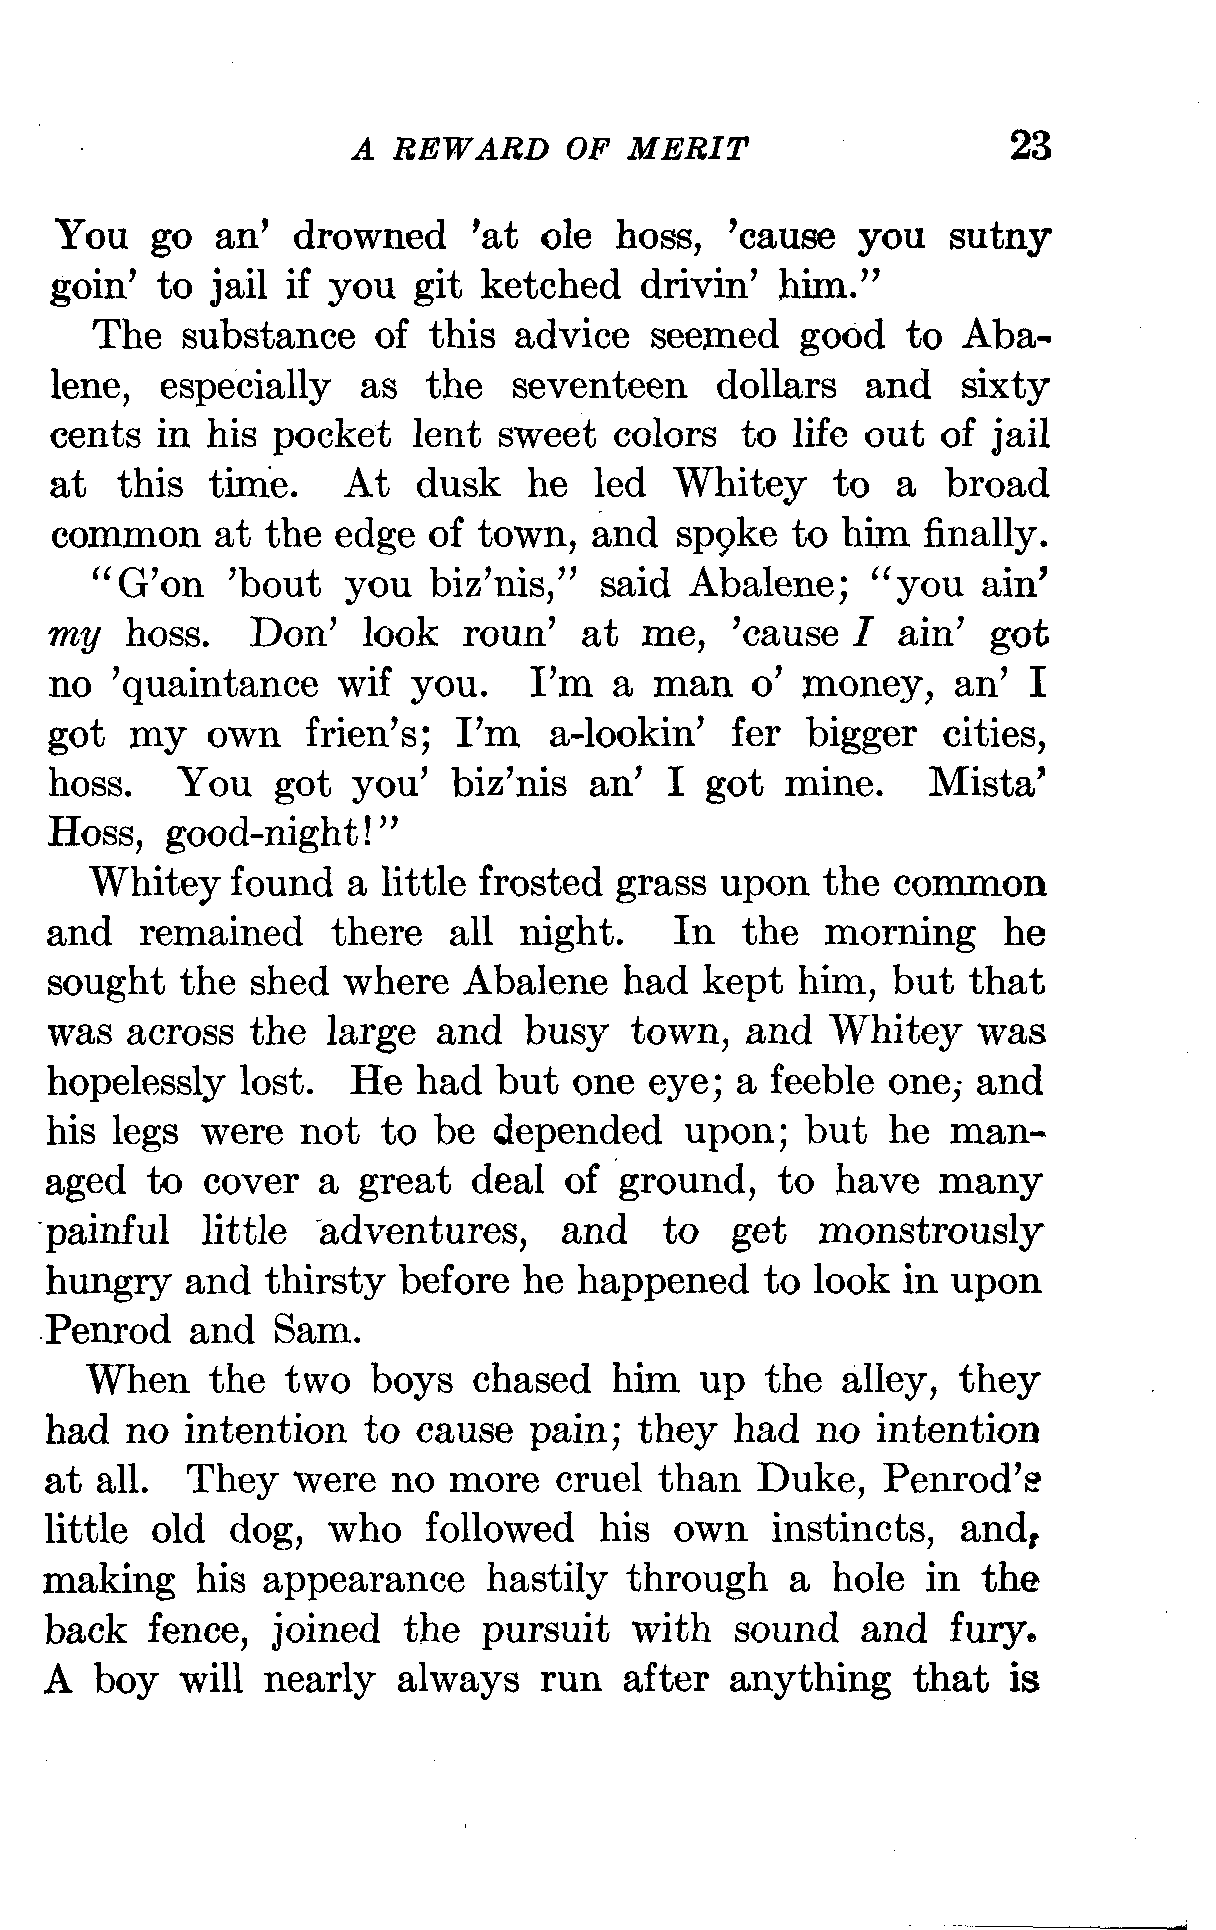 A REWARD OF MERIT 23
You go an' drowned 'at ole hoss, 'cause you sutny
goin' to jail if you git ketched drivin' him."
The substance of this advice seemed good to Aba-
lene, especially as the seventeen dollars and sixty
cents in his pocket lent sweet colors to life out of jail
at this time. At dusk he led Whitey to a broad
common at the edge of town, and spoke to him finally.
"G'on 'bout you biz'nis," said Abalene; "you ain'
my hoss. Don' look roun' at me, 'cause I ain' got
no 'quaintance wif you. I'm a man o' money, an' I
got my own frien's; I'm a-lookin' fer bigger cities,
hoss. You got you' biz'nis an' I got mine. Mista'
Hoss, good-night!"
Whitey found a little frosted grass upon the common
and remained there all night. In the morning he
sought the shed where Abalene had kept him, but that
was across the large and busy town, and Whitey was
hopelessly lost. He had but one eye; a feeble one; and
his legs were not to be depended upon; but he man-
aged to cover a great deal of ground, to have many
painful little adventures, and to get monstrously
hungry and thirsty before he happened to look in upon
Penrod and Sam.
When the two boys chased him up the alley, they
had no intention to cause pain; they had no intention
at all. They were no more cruel than Duke, Penrod's
little old dog, who followed his own instincts, and,
making his appearance hastily through a hole in the
back fence, joined the pursuit with sound and fury.
A boy will nearly always run after anything that is